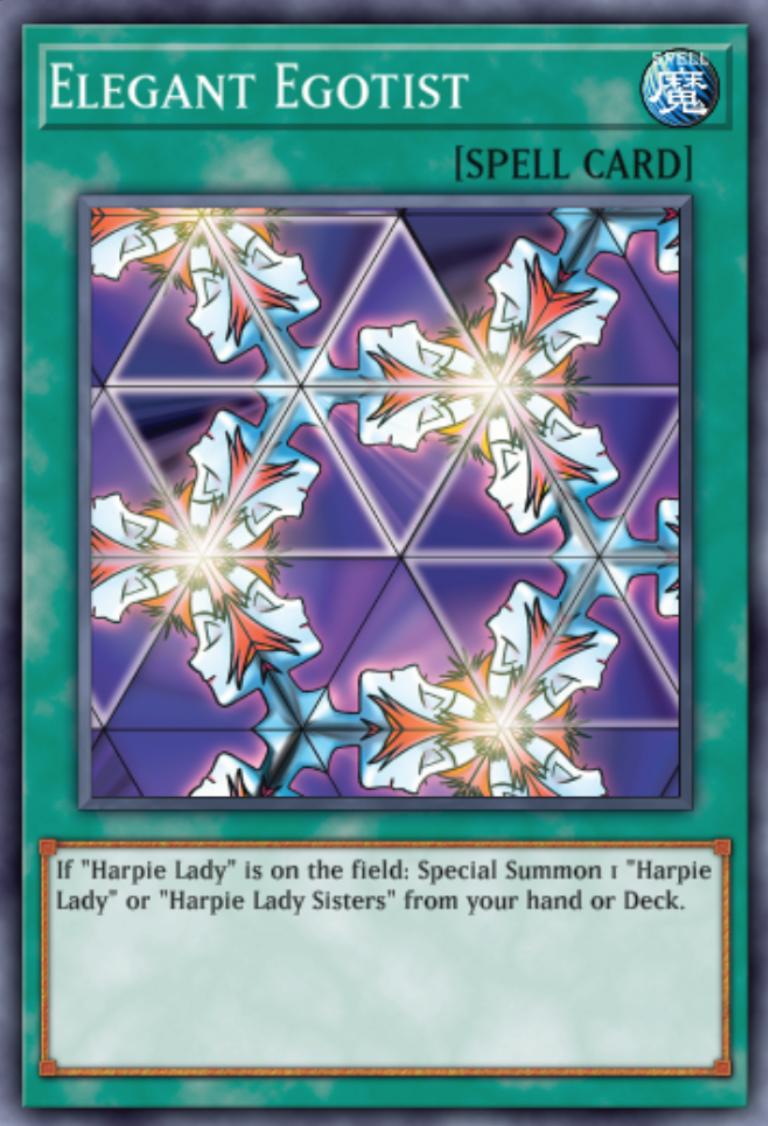 ELEGANT EGOTIST
SPELL
魔
[SPELL CARD]
If "Harpie Lady" is on the field: Special Summon 1 "Harpie
Lady" or "Harpie Lady Sisters" from your hand or Deck.